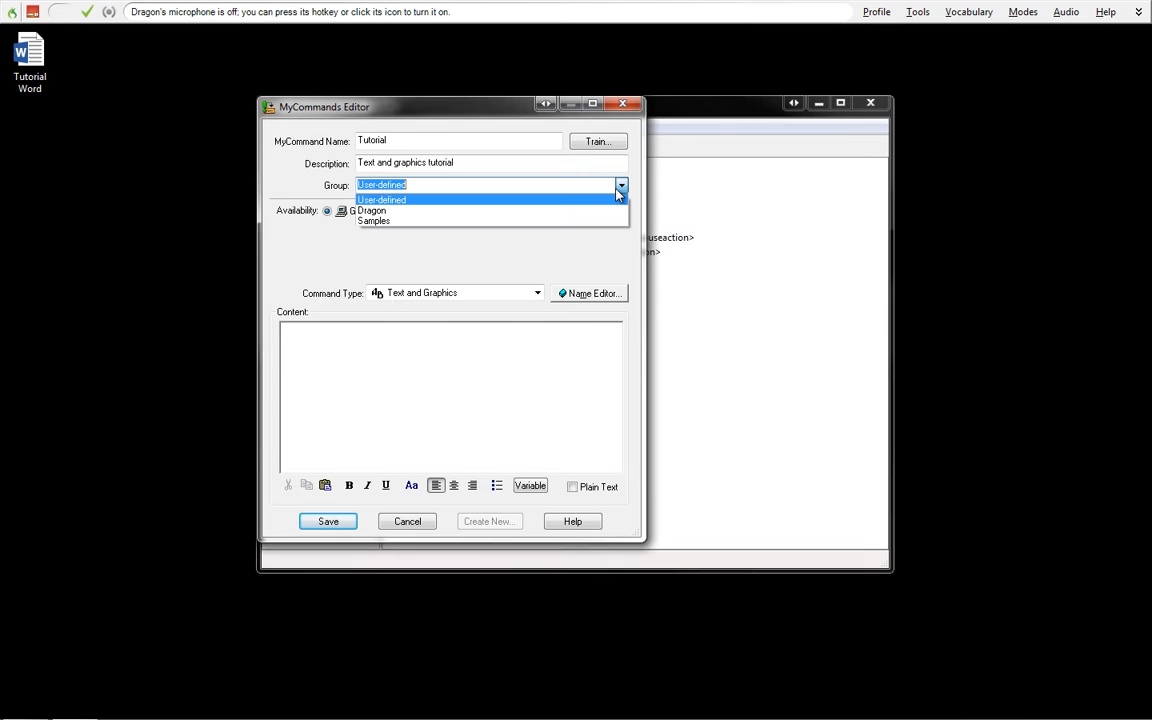 Dragon's microphone is off; you can press its hotkey or click its icon to turn it on.
Profile Tools Vocabulary Modes Audio Help
Tutorial
Word
MyCommands Editor
MyCommand Name: Tutorial Train...
Description: Text and graphics tutorial
Group: User-defined
User-defined
Dragon
Samples
Availability: G
useaction>
on>
Command Type: Text and Graphics Name Editor...
Content:
B I U Aa Variable Plain Text
Save Cancel Create New... Help